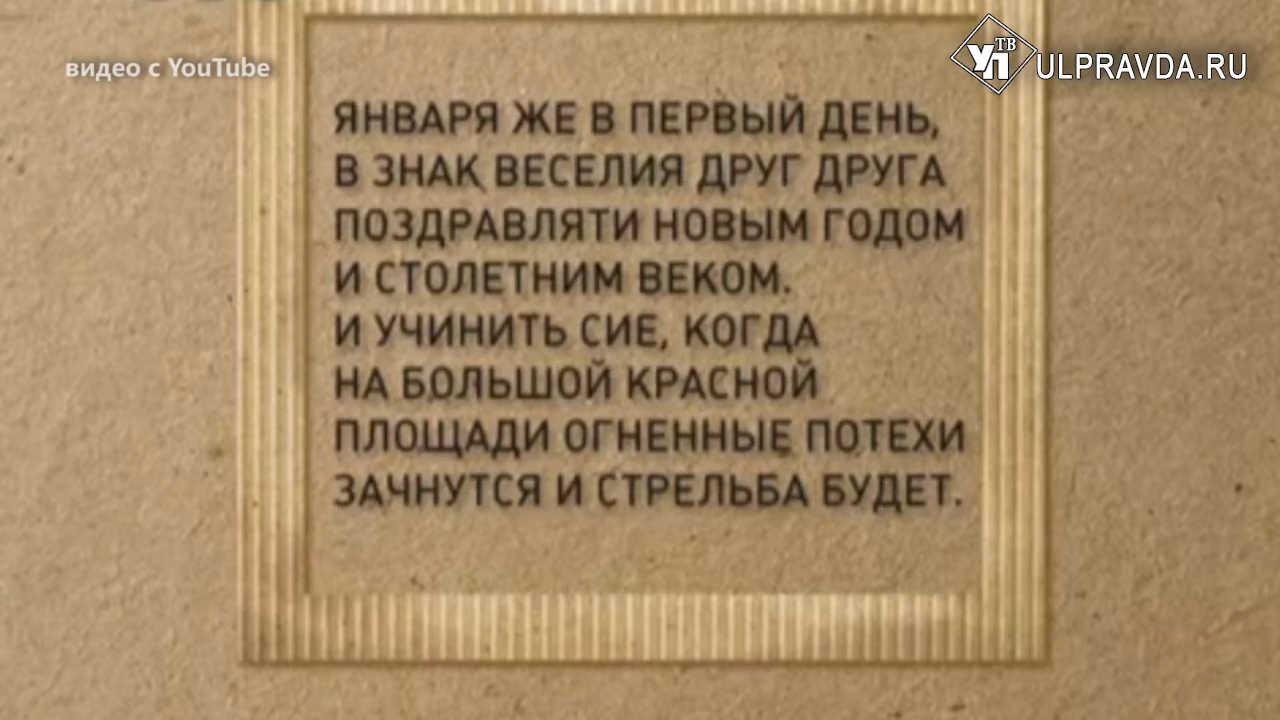 видео с YouTube
УП ТВ
ULPRAVDA.RU
ЯНВАРЯ ЖЕ В ПЕРВЫЙ ДЕНЬ,
В ЗНАК ВЕСЕЛИЯ ДРУГ ДРУГА
ПОЗДРАВЛЯТИ НОВЫМ ГОДОМ
И СТОЛЕТНИМ ВЕКОМ.
И УЧИНИТЬ СИЕ, КОГДА
НА БОЛЬШОЙ КРАСНОЙ
ПЛОЩАДИ ОГНЕННЫЕ ПОТЕХИ
ЗАЧНУТСЯ И СТРЕЛЬБА БУДЕТ.